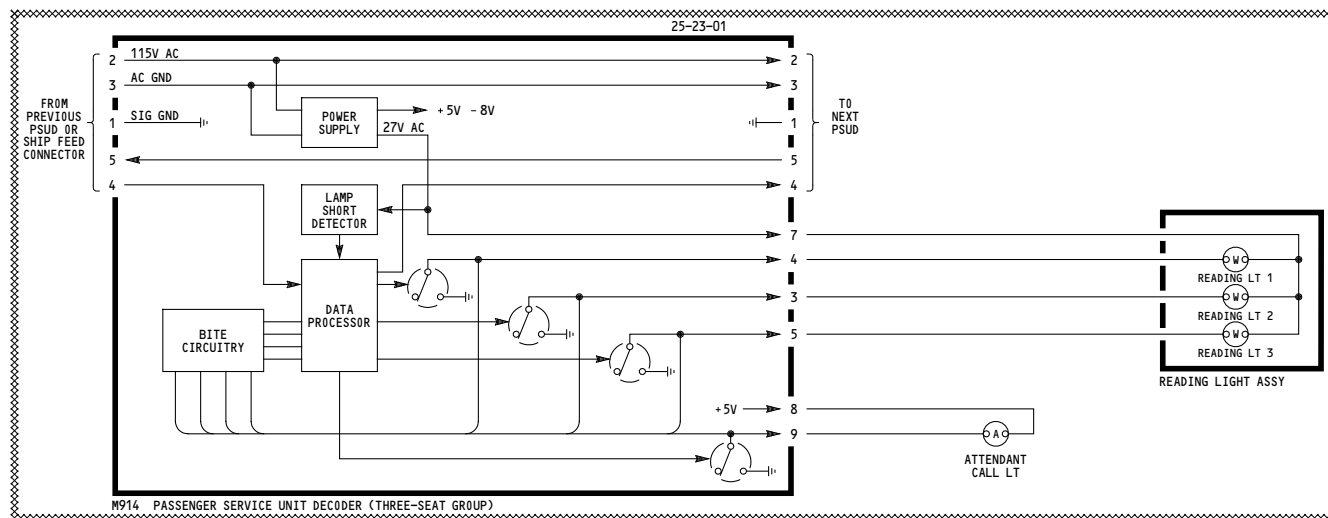 25-23-01
2 115V AC 2
3 AC GND 3
FROM
PREVIOUS
PSUD OR
SHIP FEED
CONNECTOR
1 SIG GND
POWER
SUPPLY
+5V -8V
27V AC
1
TO
NEXT
PSUD
5 5
4 4
LAMP
SHORT
DETECTOR
7
4
W
READING LT 1
3
W
READING LT 2
5
W
READING LT 3
READING LIGHT ASSY
DATA
PROCESSOR
BITE
CIRCUITRY
+5V 8
9
A
ATTENDANT
CALL LT
M914 PASSENGER SERVICE UNIT DECODER (THREE-SEAT GROUP)